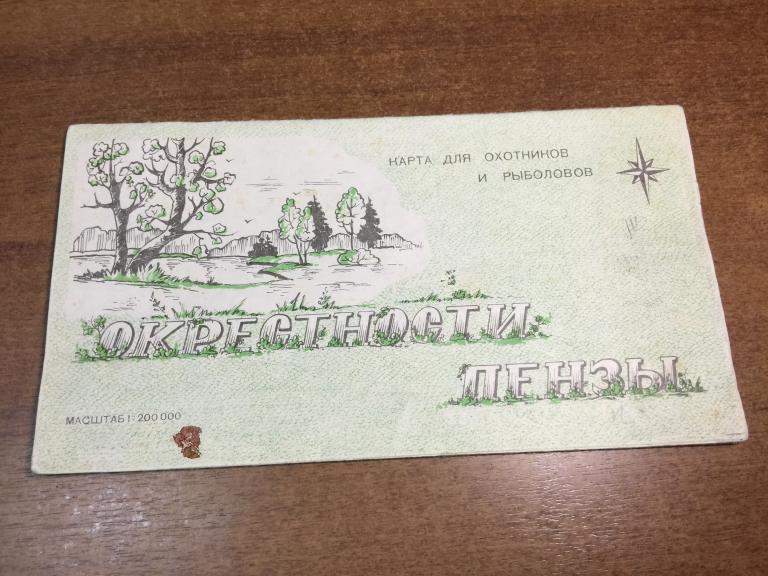 КАРТА ДЛЯ ОХОТНИКОВ
И РЫБОЛОВОВ
ОКРЕСТНОСТИ
ПЕНЗЫ
МАСШТАБ 1:200 000